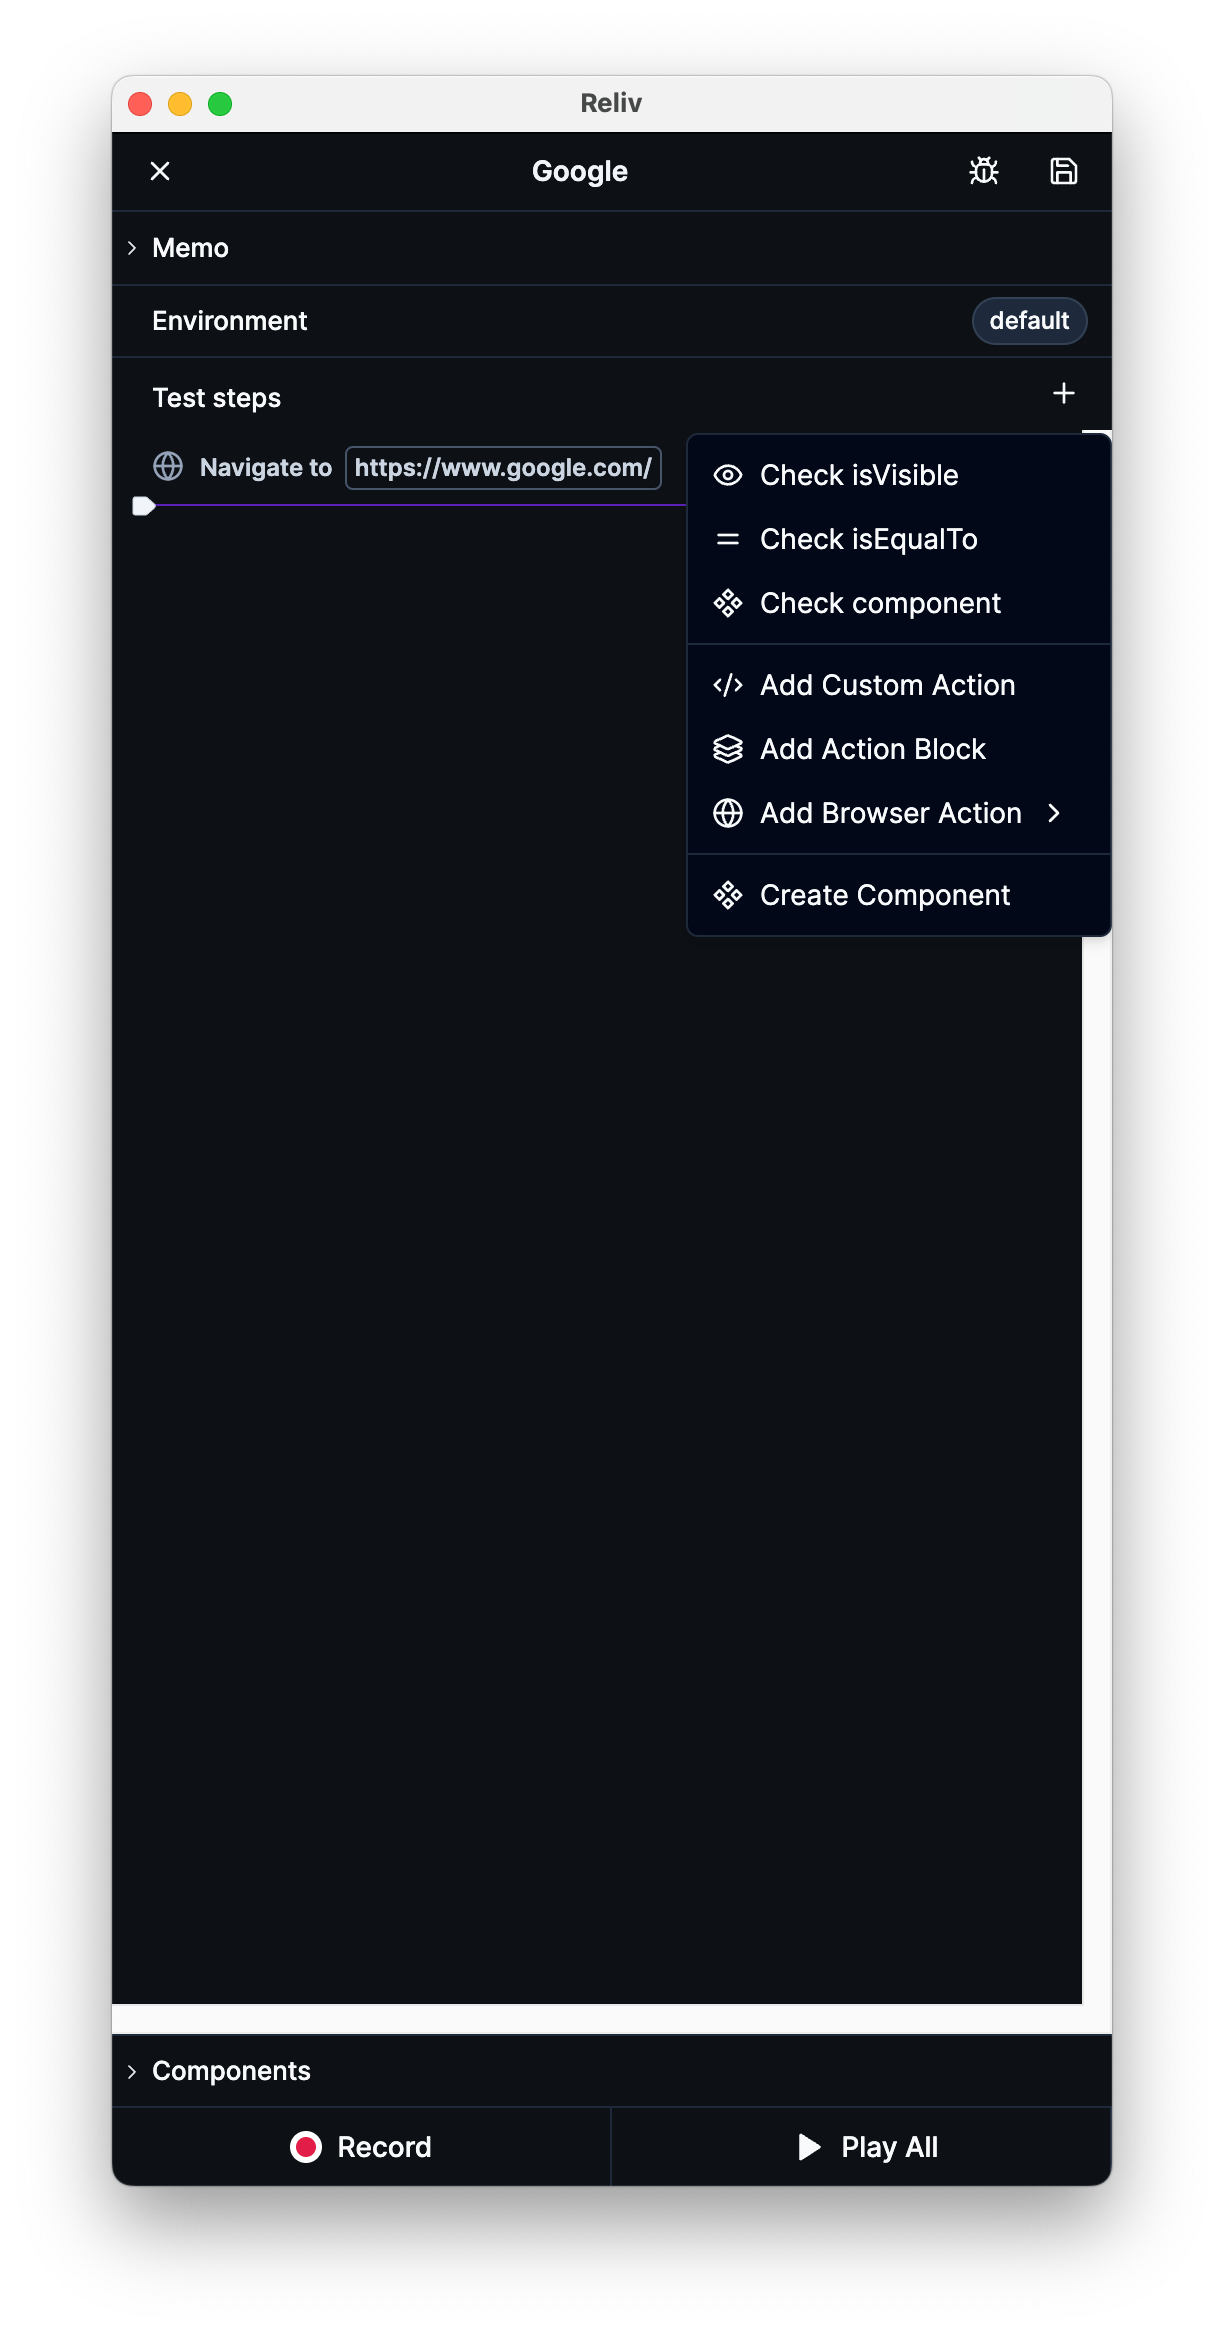 Reliv
Google
Memo
Environment
default
Test steps
Navigate to https://www.google.com/
Check isVisible
Check isEqualTo
Check component
Add Custom Action
Add Action Block
Add Browser Action
Create Component
Components
Record
Play All